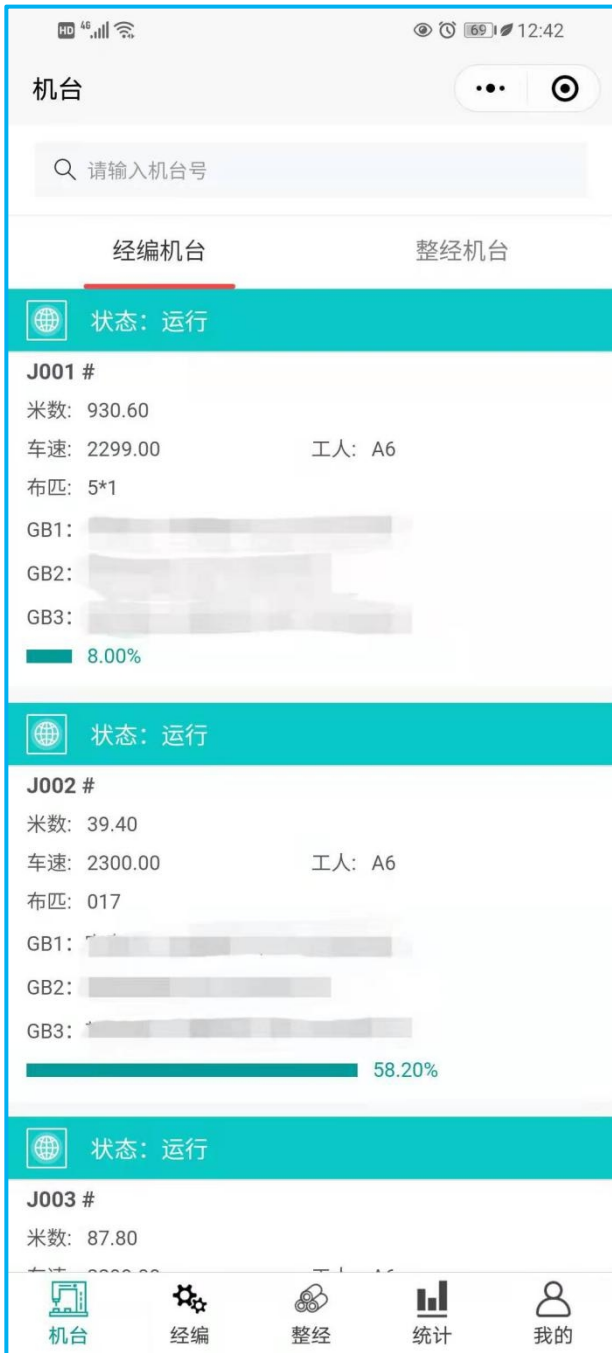 HD 4G 69 12:42
机台
请输入机台号
经编机台 整经机台
状态：运行
J001 #
米数: 930.60
车速: 2299.00 工人: A6
布匹: 5*1
GB1:
GB2:
GB3:
8.00%
状态：运行
J002 #
米数: 39.40
车速: 2300.00 工人: A6
布匹: 017
GB1:
GB2:
GB3:
58.20%
状态：运行
J003 #
米数: 87.80
机台 经编 整经 统计 我的